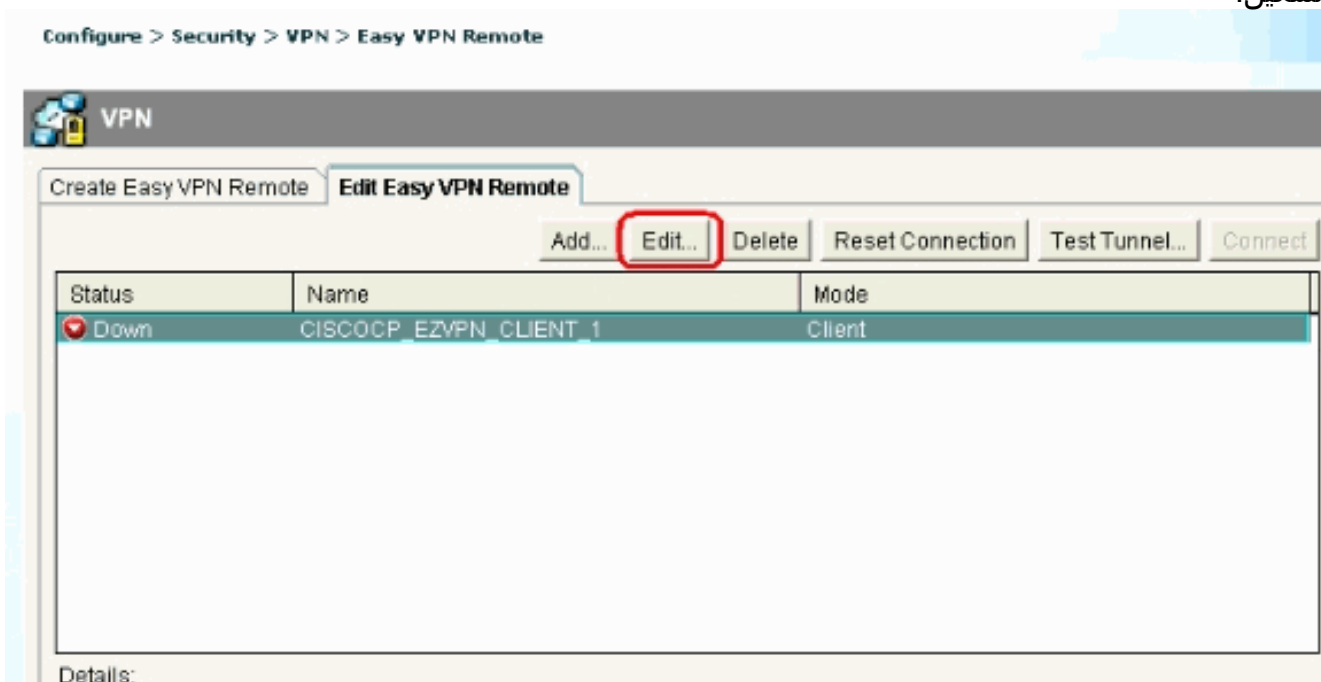 Configure > Security > VPN > Easy VPN Remote
VPN
Create Easy VPN Remote Edit Easy VPN Remote
Add... Edit... Delete Reset Connection Test Tunnel... Connect
Status Name Mode
Down CISCOCP_EZVPN_CLIENT_1 Client
Details: